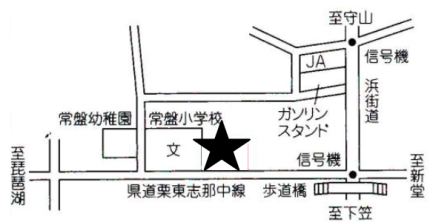 至守山
信号機
JA
浜街道
ガソリン
スタンド
常盤幼稚園
常盤小学校
文
信号機
至琵琶湖
至新堂
県道栗東志那中線
歩道橋
至下笠